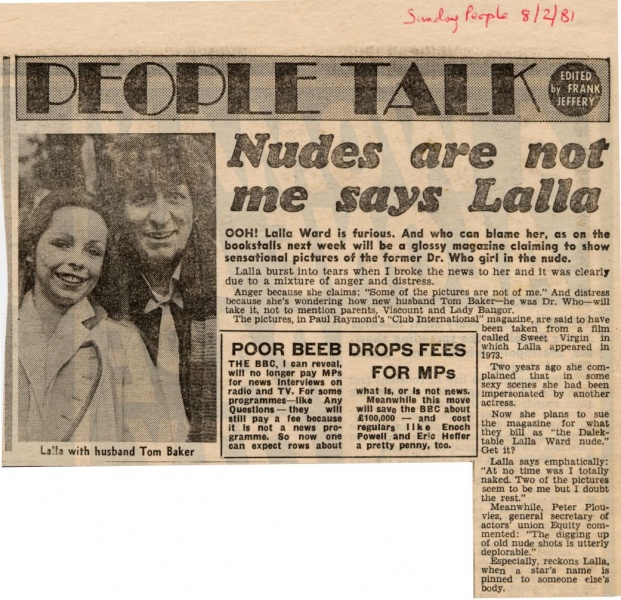 Sunday People 8/2/81
PEOPLE TALK
EDITED
by FRANK
JEFFERY
Nudes are not
me says Lalla
OOH! Lalla Ward is furious. And who can blame her, as on the
bookstalls next week will be a glossy magazine claiming to show
sensational pictures of the former Dr. Who girl in the nude.
Lalla burst into tears when I broke the news to her and it was clearly
due to a mixture of anger and distress.
Anger because she claims: “Some of the pictures are not of me.” And distress
because she's wondering how new husband Tom Baker—he was Dr. Who—will
take it, not to mention parents, Viscount and Lady Bangor.
The pictures, in Paul Raymond's “Club International” magazine, are said to have
been taken from a film
called Sweet Virgin in
which Lalla appeared in
1973.
Two years ago she com-
plained that in some
sexy scenes she had been
impersonated by another
actress.
Now she plans to sue
the magazine for what
they bill as “the Dalek-
table Lalla Ward nude.”
Get it?
Lalla says emphatically:
“At no time was I totally
naked. Two of the pictures
seem to be me but I doubt
the rest.”
Meanwhile, Peter Plou-
viez, general secretary of
actors' union Equity com-
mented: “The digging up
of old nude shots is utterly
deplorable.”
Especially, reckons Lalla,
when a star's name is
pinned to someone else's
body.
POOR BEEB DROPS FEES
FOR MPs
THE BBC, I can reveal,
will no longer pay MPs
for news interviews on
radio and TV. For some
programmes—like Any
Questions—they will
still pay a fee because
it is not a news pro-
gramme. So now one
can expect rows about
what is, or is not news.
Meanwhile this move
will save the BBC about
£100,000 — and cost
regulars like Enoch
Powell and Eric Heffer
a pretty penny, too.
Lalla with husband Tom Baker